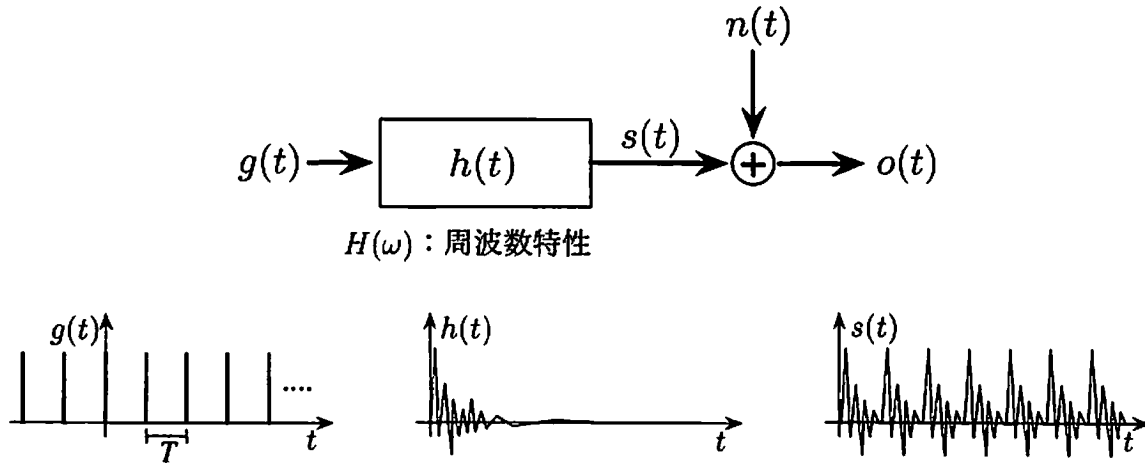 n(t)
g(t) h(t) s(t) + o(t)
H(ω)：周波数特性
g(t) h(t) s(t)
....
T t t t